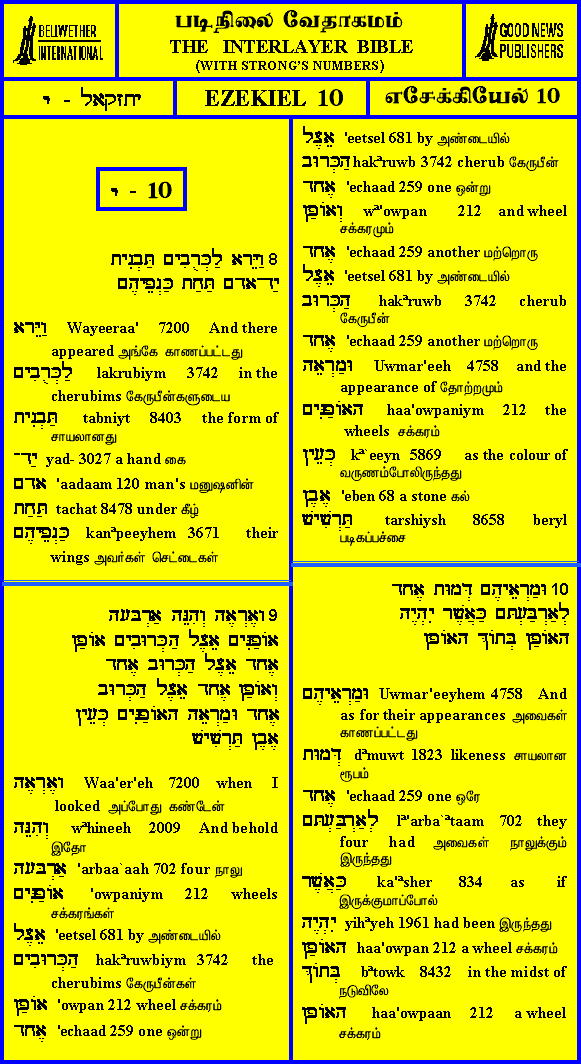 BELLWETHER
INTERNATIONAL
படிநிலை வேதாகமம்
THE INTERLAYER BIBLE
(WITH STRONG'S NUMBERS)
GOOD NEWS
PUBLISHERS
יחזקאל - י
EZEKIEL 10
எசேக்கியேல் 10
י - 10
8 וַיֵּרָא לַכְּרֻבִים תַּבְנִית
יַד־אָדָם תַּחַת כַּנְפֵיהֶם
וַיֵּרָא Wayeeraa' 7200 And there
appeared அங்கே காணப்பட்டது
לַכְּרֻבִים lakrubiym 3742 in the
cherubims கேருபீன்களுடைய
תַּבְנִית tabniyt 8403 the form of
சாயலானது
יַד־ yad- 3027 a hand கை
אָדָם 'aadaam 120 man's மனுஷனின்
תַּחַת tachat 8478 under கீழ்
כַּנְפֵיהֶם kanᵃpeeyhem 3671 their
wings அவர்கள் செட்டைகள்
9 וָאֶרְאֶה וְהִנֵּה אַרְבָּעָה
אוֹפַנִּים אֵצֶל הַכְּרוּבִים אוֹפַן
אֶחָד אֵצֶל הַכְּרוּב אֶחָד
וְאוֹפַן אֶחָד אֵצֶל הַכְּרוּב
אֶחָד וּמַרְאֵה הָאוֹפַנִּים כְּעֵין
אֶבֶן תַּרְשִׁישׁ
וָאֶרְאֶה Waa'er'eh 7200 when I
looked அப்போது கண்டேன்
וְהִנֵּה wᵃhineeh 2009 And behold
இதோ
אַרְבָּעָה 'arbaa`aah 702 four நாலு
אוֹפַנִּים 'owpaniym 212 wheels
சக்கரங்கள்
אֵצֶל 'eetsel 681 by அண்டையில்
הַכְּרוּבִים hakᵃruwbiym 3742 the
cherubims கேருபீன்கள்
אוֹפַן 'owpan 212 wheel சக்கரம்
אֶחָד 'echaad 259 one ஒன்று
אֵצֶל 'eetsel 681 by அண்டையில்
הַכְּרוּב hakᵃruwb 3742 cherub கேருபீன்
אֶחָד 'echaad 259 one ஒன்று
וְאוֹפַן wᵃ'owpan 212 and wheel
சக்கரமும்
אֶחָד 'echaad 259 another மற்றொரு
אֵצֶל 'eetsel 681 by அண்டையில்
הַכְּרוּב hakᵃruwb 3742 cherub
கேருபீன்
אֶחָד 'echaad 259 another மற்றொரு
וּמַרְאֵה Uwmar'eeh 4758 and the
appearance of தோற்றமும்
הָאוֹפַנִּים haa'owpaniym 212 the
wheels சக்கரம்
כְּעֵין kᵃ`eeyn 5869 as the colour of
வருணம்போலிருந்தது
אֶבֶן 'eben 68 a stone கல்
תַּרְשִׁישׁ tarshiysh 8658 beryl
படிகப்பச்சை
10 וּמַרְאֵיהֶם דְּמוּת אֶחָד
לְאַרְבַּעְתָּם כַּאֲשֶׁר יִהְיֶה
הָאוֹפַן בְּתוֹךְ הָאוֹפָן
וּמַרְאֵיהֶם Uwmar'eeyhem 4758 And
as for their appearances அவைகள்
காணப்பட்டது
דְּמוּת dᵃmuwt 1823 likeness சாயலான
ரூபம்
אֶחָד 'echaad 259 one ஒரே
לְאַרְבַּעְתָּם lᵃ'arba`ᵃtaam 702 they
four had அவைகள் நாலுக்கும்
இருந்தது
כַּאֲשֶׁר ka'ᵃsher 834 as if
இருக்குமாப்போல்
יִהְיֶה yihᵃyeh 1961 had been இருந்தது
הָאוֹפַן haa'owpan 212 a wheel சக்கரம்
בְּתוֹךְ bᵃtowk 8432 in the midst of
நடுவிலே
הָאוֹפָן haa'owpaan 212 a wheel
சக்கரம்